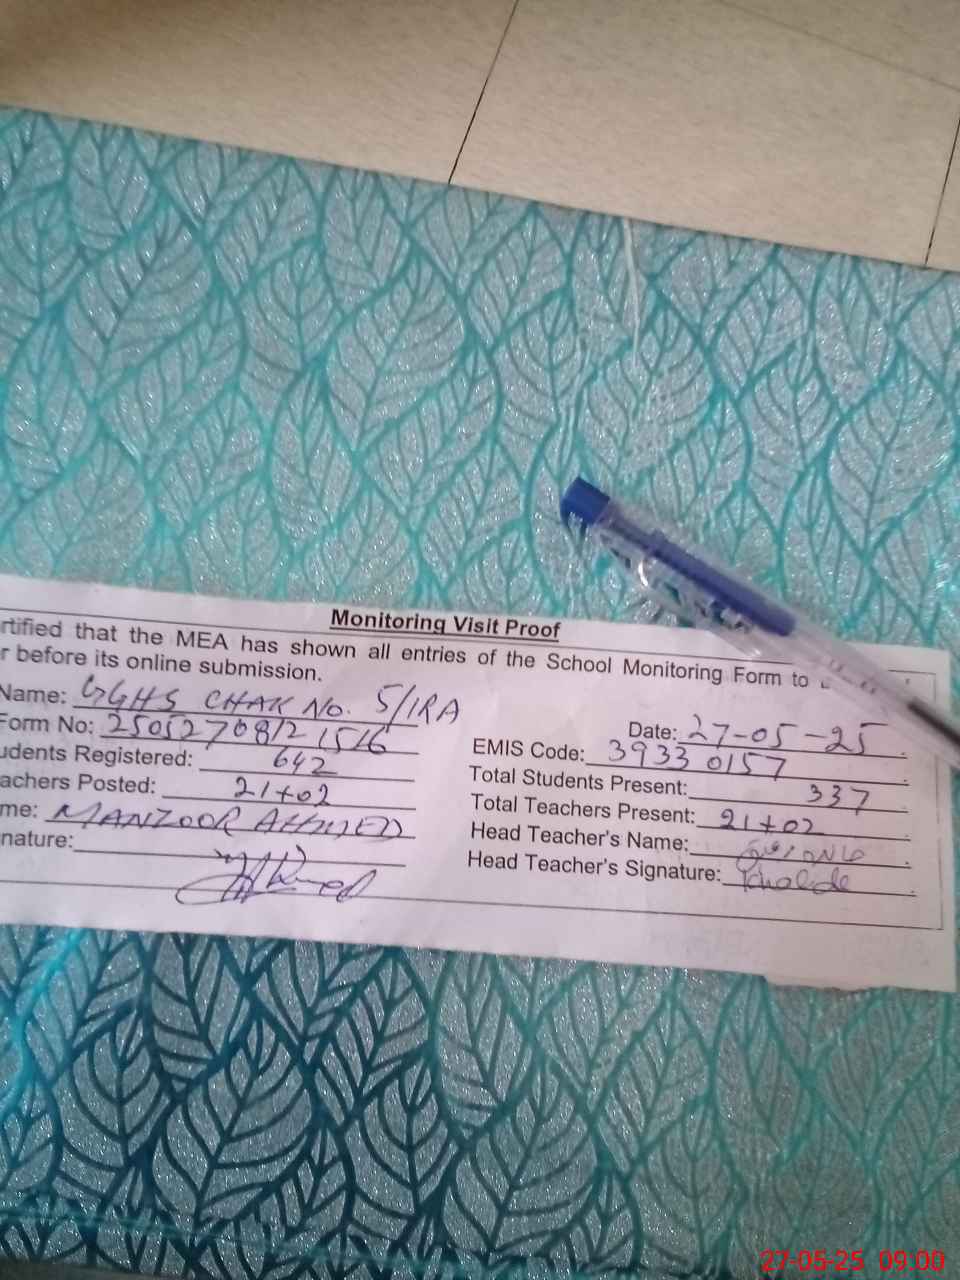 Monitoring Visit Proof
rtified that the MEA has shown all entries of the School Monitoring Form to
r before its online submission.
Name: GGHS CHAK No. 5/1RA
Date: 27-05-25
Form No: 25052708121516
EMIS Code: 39330157
udents Registered: 642
Total Students Present: 337
achers Posted: 21+02
Total Teachers Present: 21+02
me: MANZOOR AHMED
Head Teacher's Name:
nature:
Head Teacher's Signature: Khalida
27-05-25 09.00